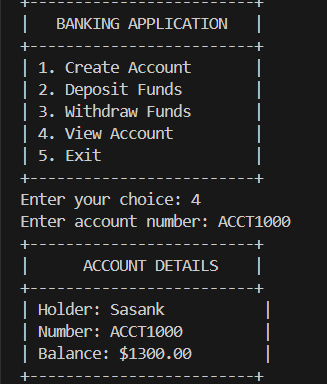 +-------------------------+
|   BANKING APPLICATION   |
+-------------------------+
| 1. Create Account       |
| 2. Deposit Funds        |
| 3. Withdraw Funds       |
| 4. View Account         |
| 5. Exit                 |
+-------------------------+
Enter your choice: 4
Enter account number: ACCT1000
+-------------------------+
|      ACCOUNT DETAILS    |
+-------------------------+
| Holder: Sasank           |
| Number: ACCT1000         |
| Balance: $1300.00        |
+-------------------------+